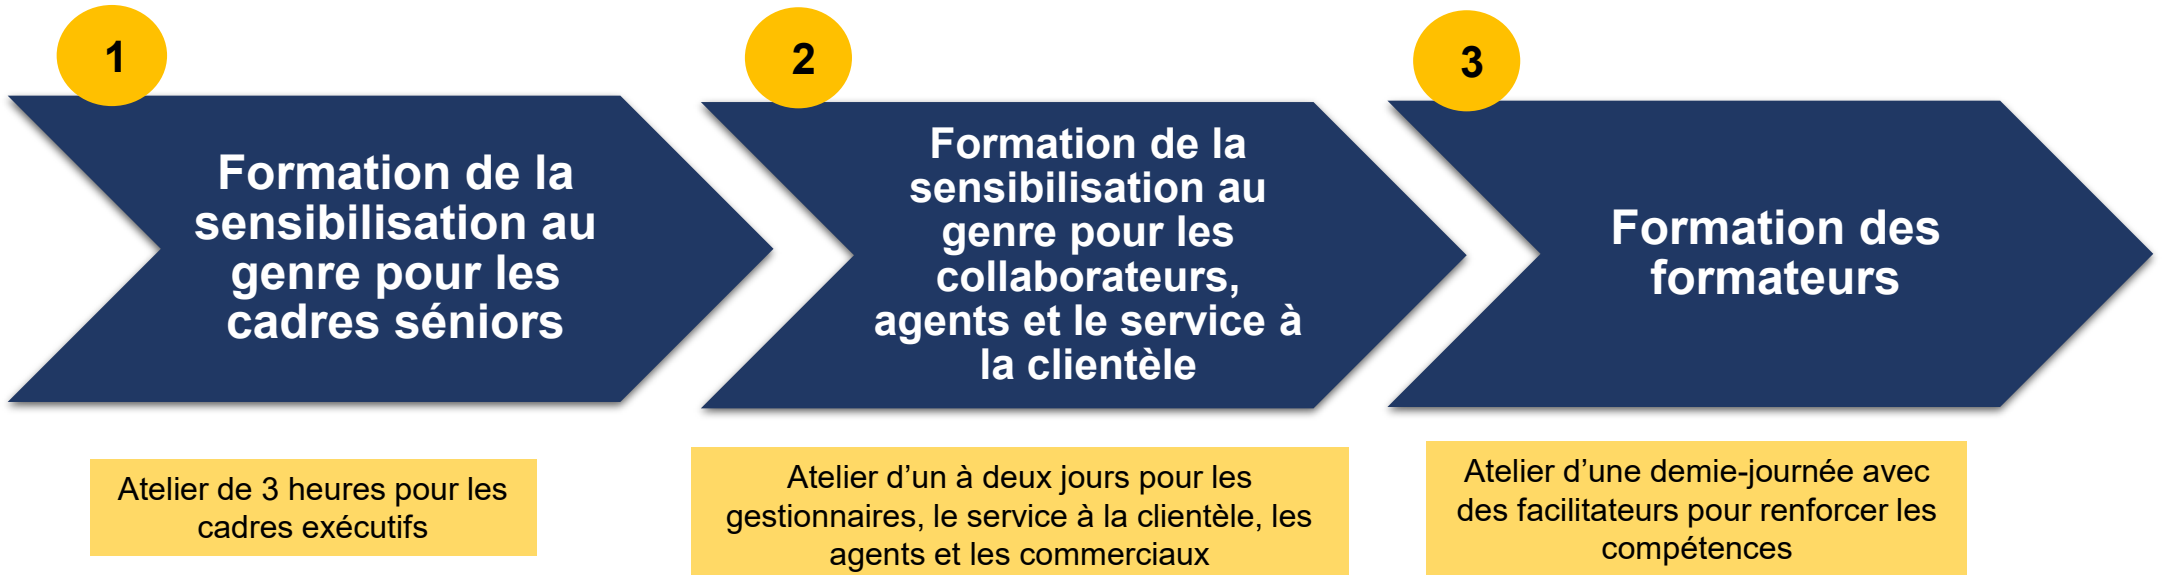 1
Formation de la
sensibilisation au
genre pour les
cadres séniors
Atelier de 3 heures pour les
cadres exécutifs
2
Formation de la
sensibilisation au
genre pour les
collaborateurs,
agents et le service à
la clientèle
Atelier d’un à deux jours pour les
gestionnaires, le service à la clientèle, les
agents et les commerciaux
3
Formation des
formateurs
Atelier d’une demie-journée avec
des facilitateurs pour renforcer les
compétences